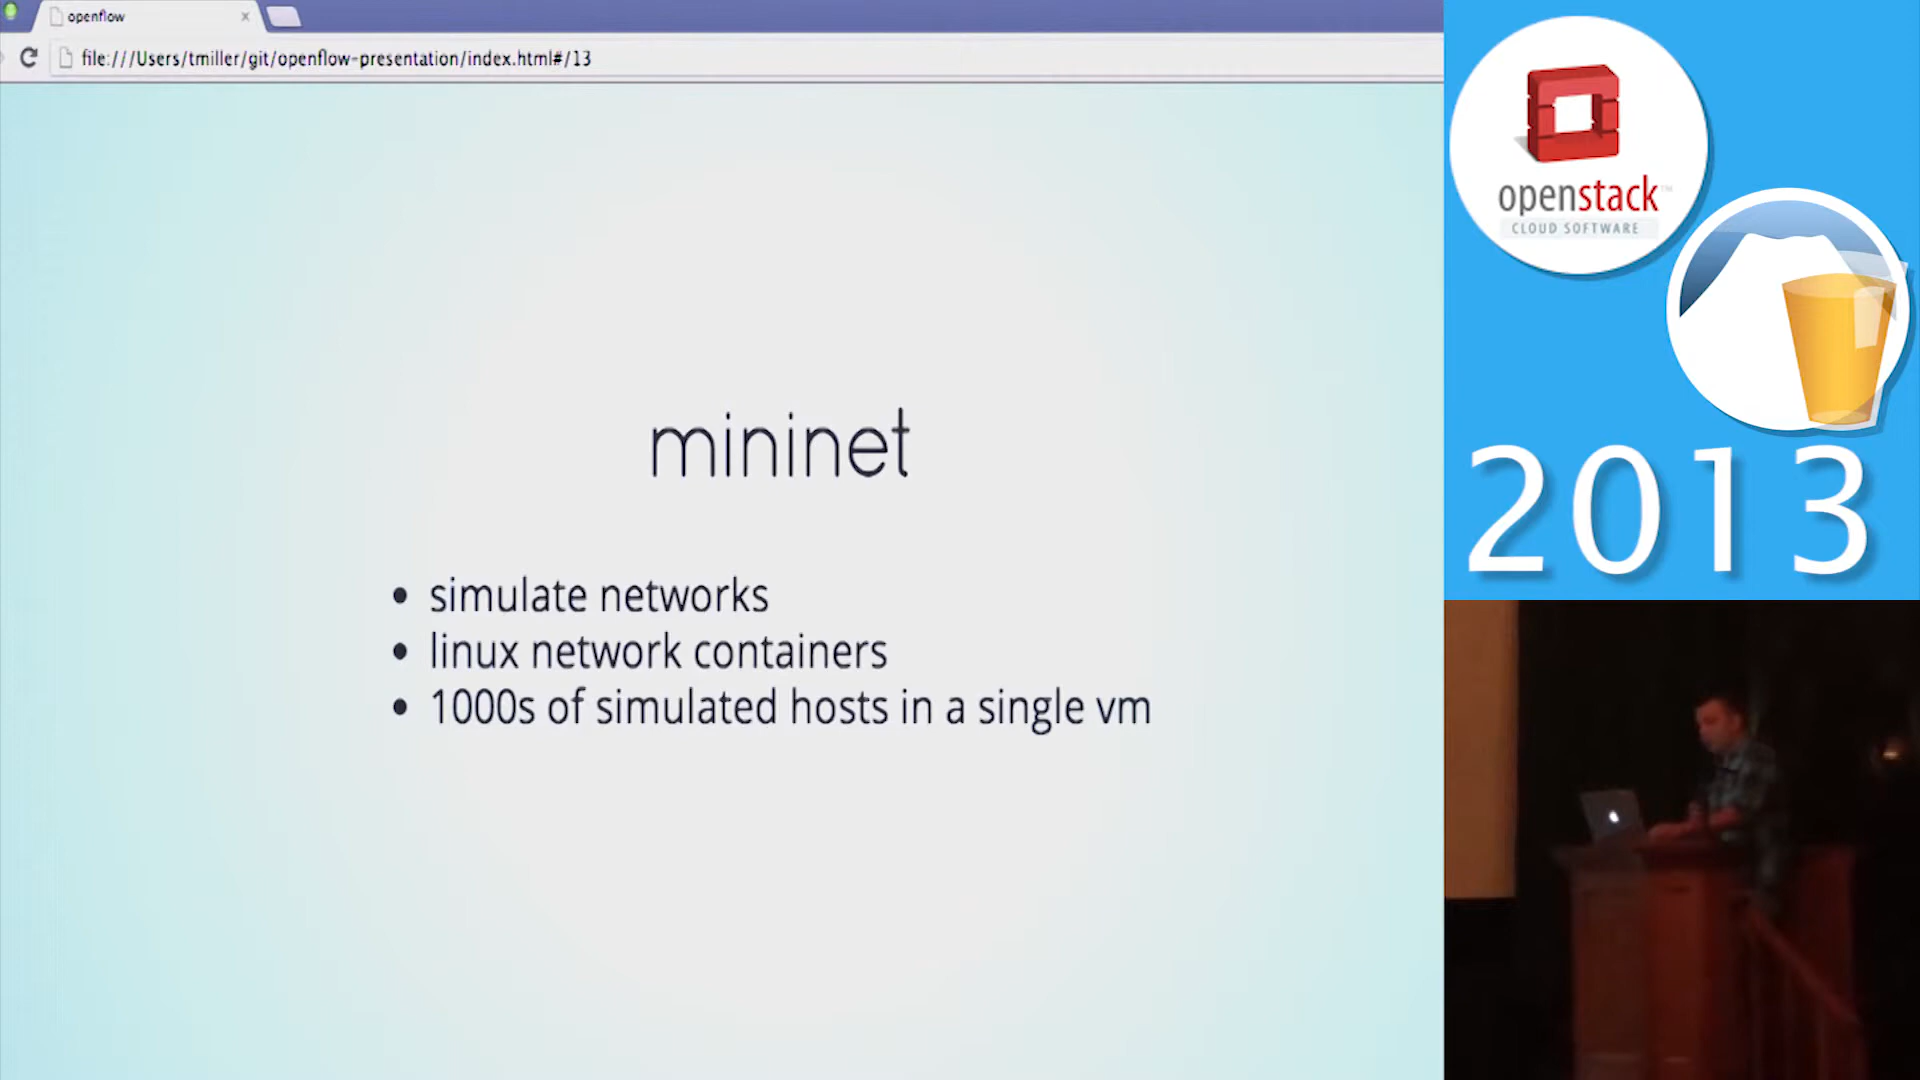 openflow
file:///Users/tmiller/git/openflow-presentation/index.html#/13
mininet
• simulate networks
• linux network containers
• 1000s of simulated hosts in a single vm
openstack™
CLOUD SOFTWARE
2013